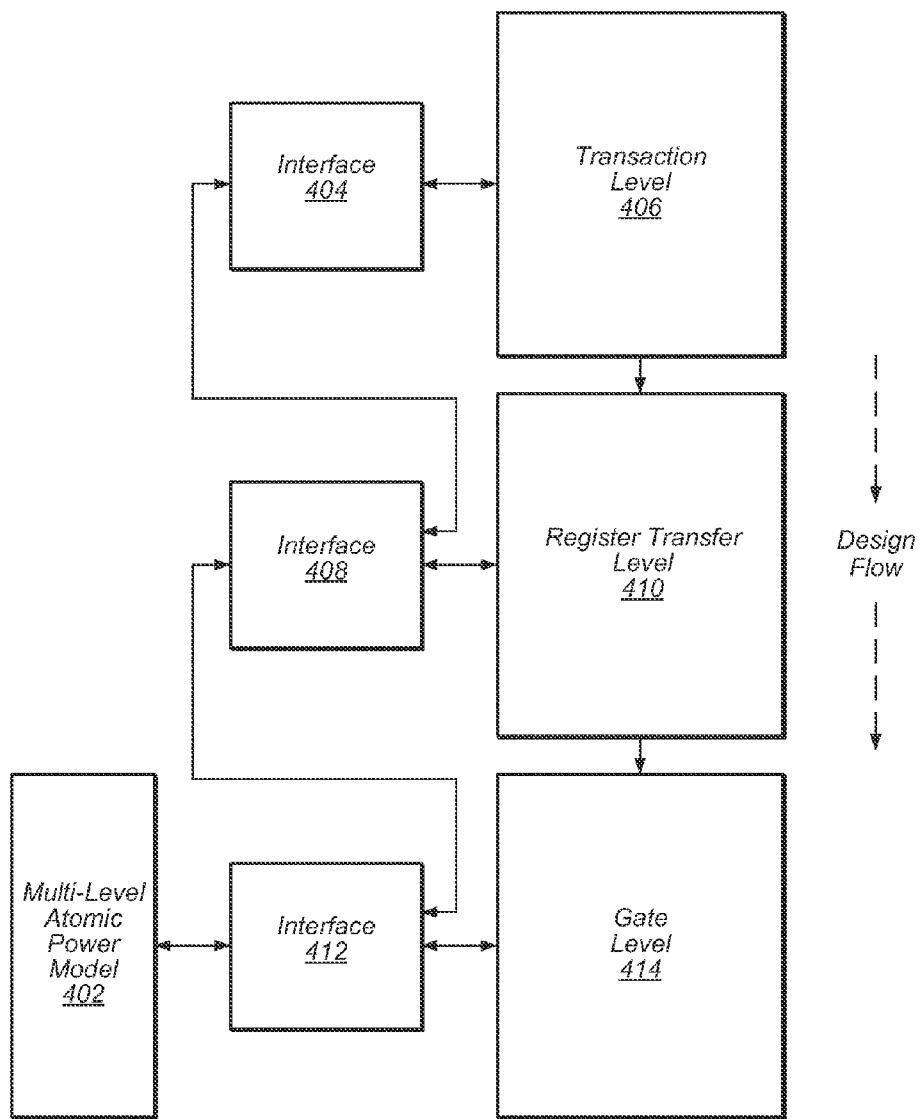 Interface
404
Transaction
Level
406
Interface
408
Register Transfer
Level
410
Design
Flow
Multi-Level
Atomic
Power
Model
402
Interface
412
Gate
Level
414